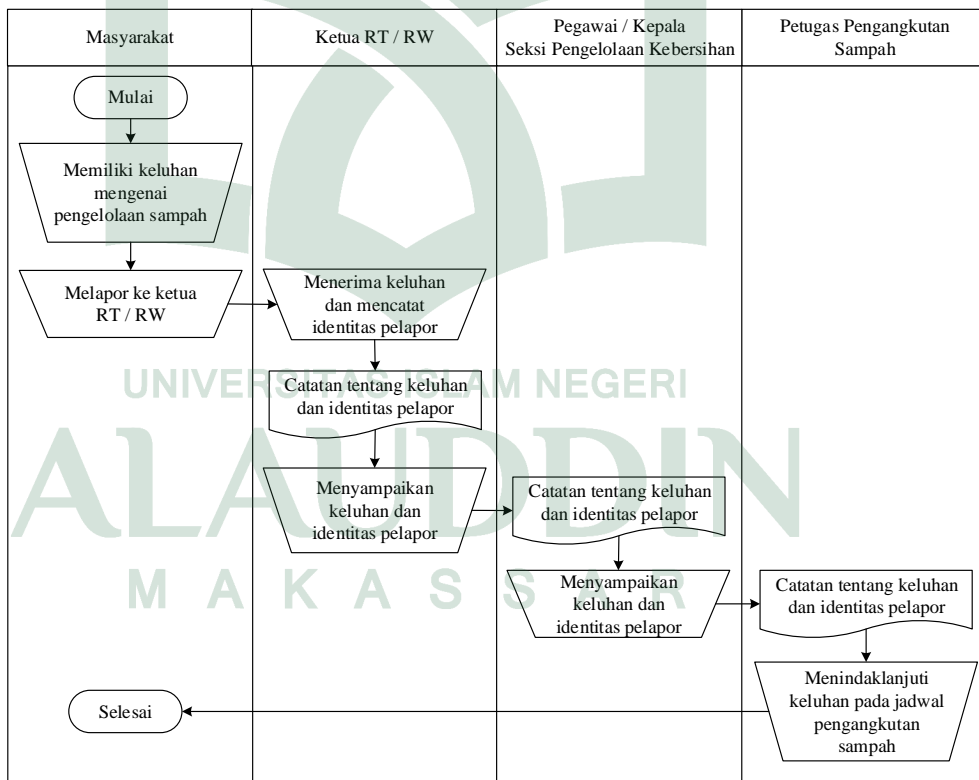 Masyarakat
Ketua RT / RW
Pegawai / Kepala
Seksi Pengelolaan Kebersihan
Petugas Pengangkutan
Sampah
Mulai
Memiliki keluhan
mengenai
pengelolaan sampah
Melapor ke ketua
RT / RW
Menerima keluhan
dan mencatat
identitas pelapor
Catatan tentang keluhan
dan identitas pelapor
Menyampaikan
keluhan dan
identitas pelapor
Catatan tentang keluhan
dan identitas pelapor
Menyampaikan
keluhan dan
identitas pelapor
Catatan tentang keluhan
dan identitas pelapor
Menindaklanjuti
keluhan pada jadwal
pengangkutan
sampah
Selesai
UNIVERSITAS ISLAM NEGERI
ALAUDDIN
MAKASSAR